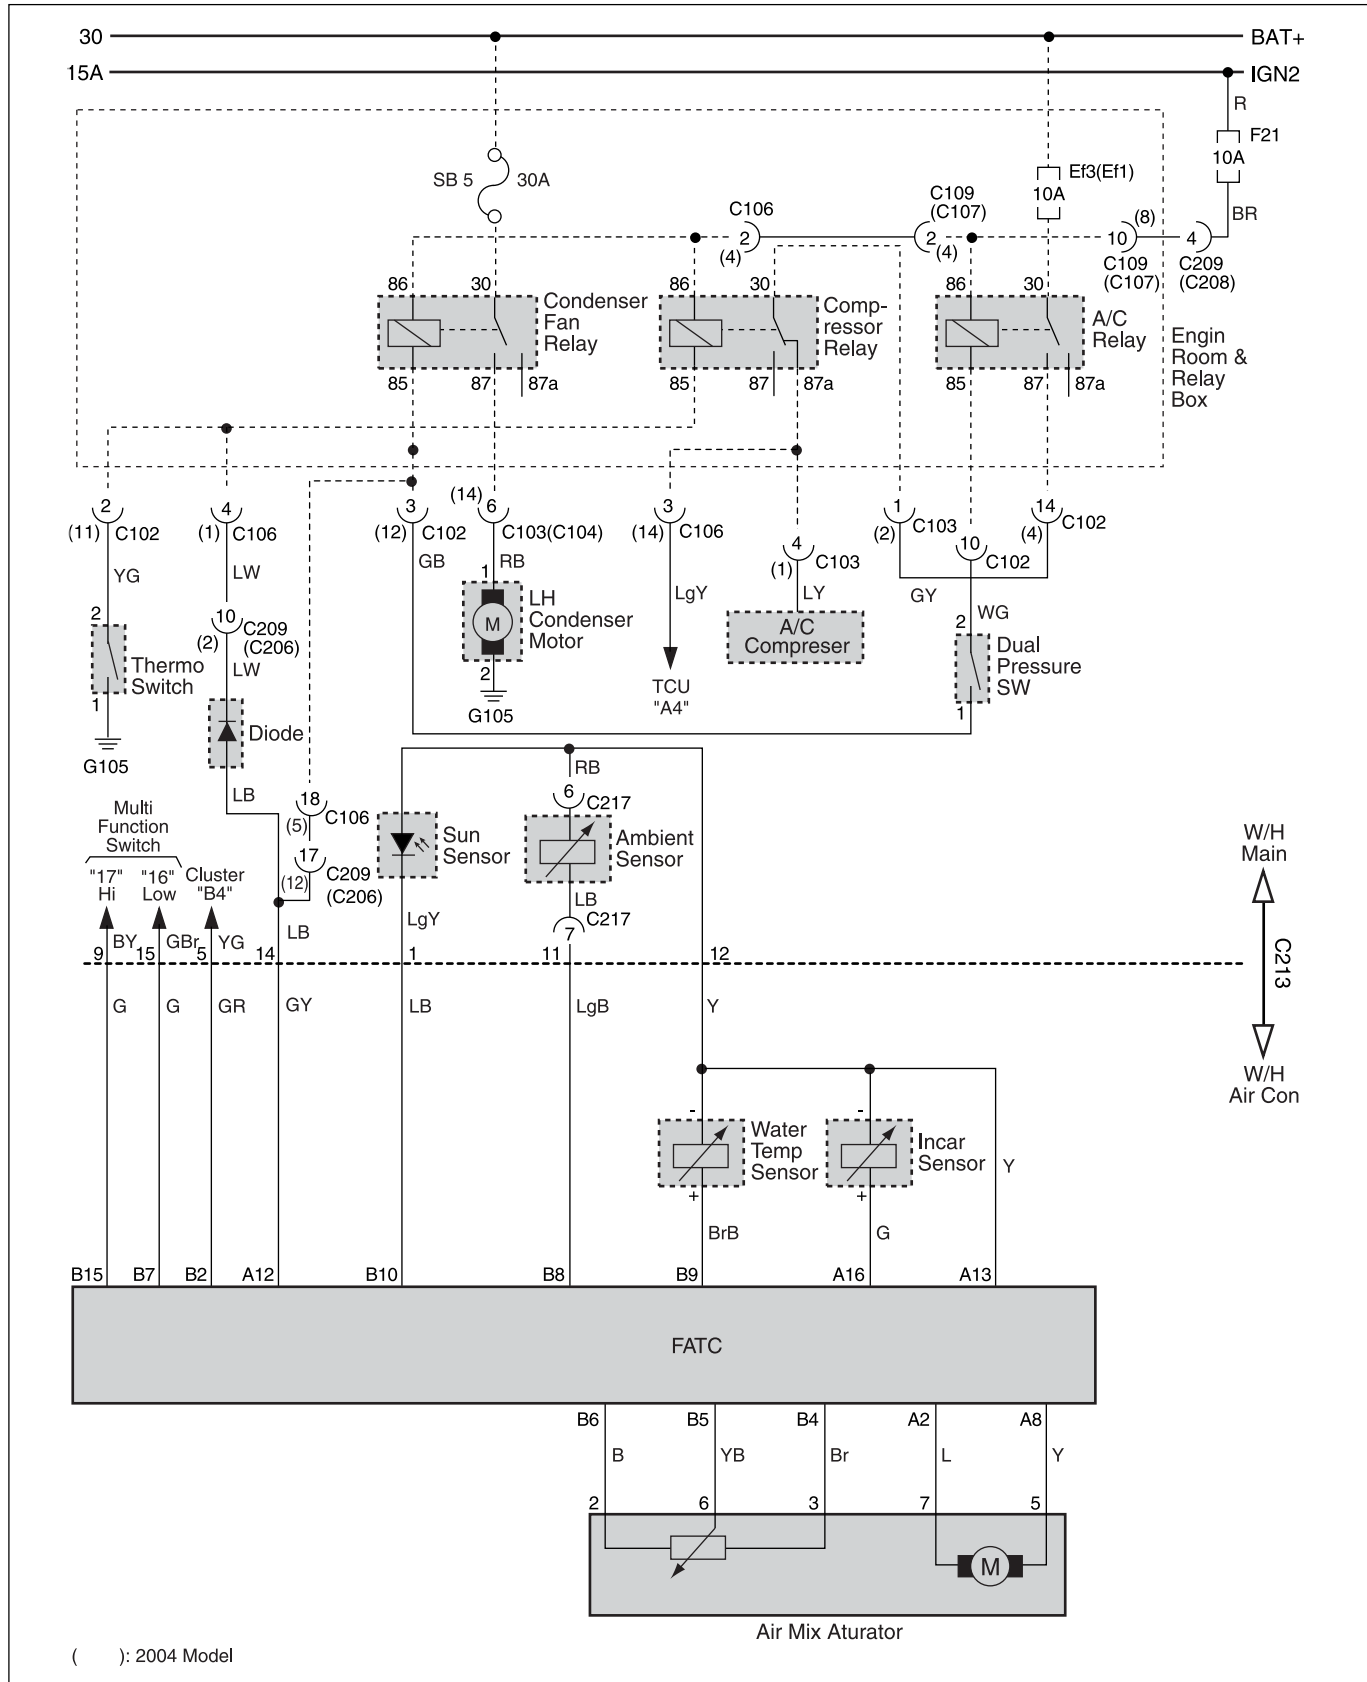 30
BAT+
15A
IGN2
R
F21
10A
BR
SB 5
30A
Ef3(Ef1)
10A
C106
2
(4)
C109
(C107)
2
(4)
(8)
10
C109
(C107)
4
C209
(C208)
86
30
Condenser
Fan
Relay
85
87
87a
86
30
Comp-
ressor
Relay
85
87
87a
86
30
A/C
Relay
85
87
87a
Engin
Room &
Relay
Box
2
(11)
C102
4
(1)
C106
3
(12)
C102
(14)
6
C103(C104)
3
(14)
C106
4
(1)
C103
1
(2)
C103
10
C102
14
(4)
C102
YG
LW
GB
RB
LgY
LY
GY
WG
2
Thermo
Switch
1
G105
10
(2)
C209
(C206)
LW
Diode
LB
1
LH
Condenser
Motor
M
2
G105
TCU
"A4"
A/C
Compreser
2
Dual
Pressure
SW
1
Multi
Function
Switch
"17"
Hi
"16"
Low
Cluster
"B4"
18
(5)
C106
17
(12)
C209
(C206)
Sun
Sensor
RB
6
C217
Ambient
Sensor
LB
C217
7
W/H
Main
C213
W/H
Air Con
BY
GBr
YG
LB
LgY
9
15
5
14
1
11
12
G
G
GR
GY
LB
LgB
Y
-
Water
Temp
Sensor
+
-
Incar
Sensor
+
Y
BrB
G
B15
B7
B2
A12
B10
B8
B9
A16
A13
FATC
B6
B5
B4
A2
A8
B
YB
Br
L
Y
2
6
3
7
5
M
Air Mix Aturator
( ): 2004 Model